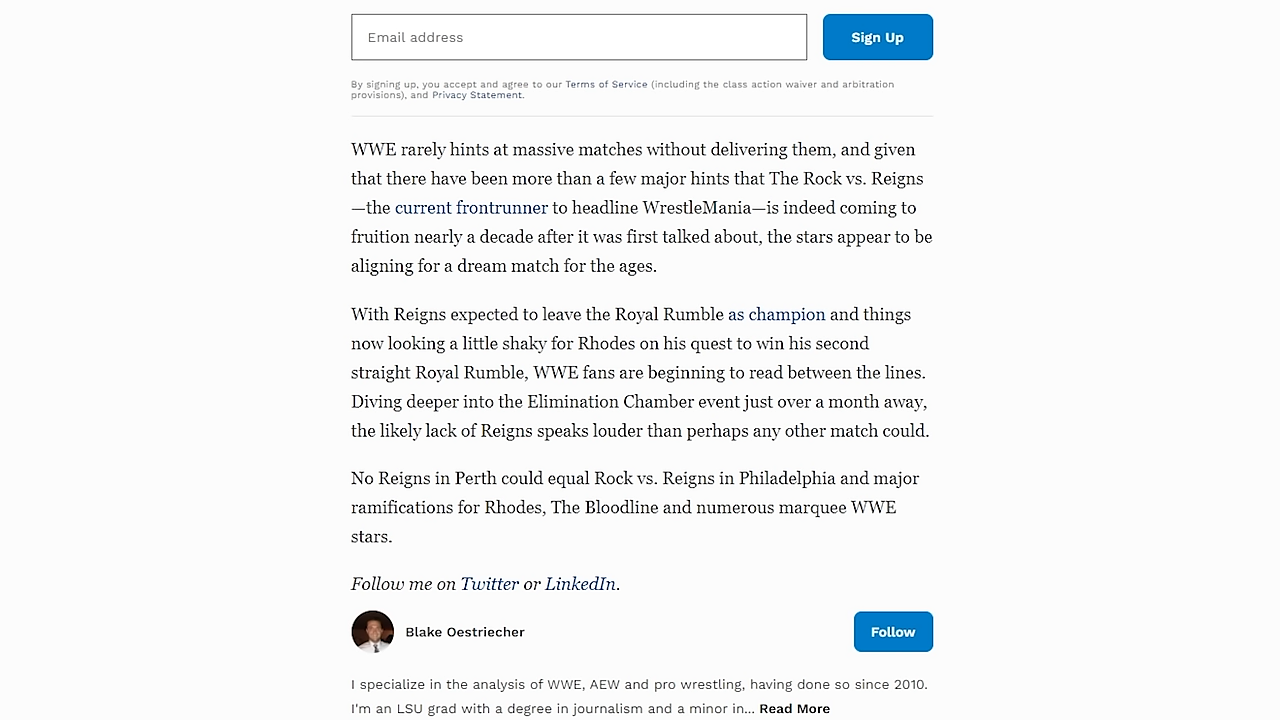 Email address
Sign Up
By signing up, you accept and agree to our Terms of Service (including the class action waiver and arbitration
provisions), and Privacy Statement.
WWE rarely hints at massive matches without delivering them, and given
that there have been more than a few major hints that The Rock vs. Reigns
—the current frontrunner to headline WrestleMania—is indeed coming to
fruition nearly a decade after it was first talked about, the stars appear to be
aligning for a dream match for the ages.
With Reigns expected to leave the Royal Rumble as champion and things
now looking a little shaky for Rhodes on his quest to win his second
straight Royal Rumble, WWE fans are beginning to read between the lines.
Diving deeper into the Elimination Chamber event just over a month away,
the likely lack of Reigns speaks louder than perhaps any other match could.
No Reigns in Perth could equal Rock vs. Reigns in Philadelphia and major
ramifications for Rhodes, The Bloodline and numerous marquee WWE
stars.
Follow me on Twitter or LinkedIn.
Blake Oestriecher
Follow
I specialize in the analysis of WWE, AEW and pro wrestling, having done so since 2010.
I'm an LSU grad with a degree in journalism and a minor in... Read More